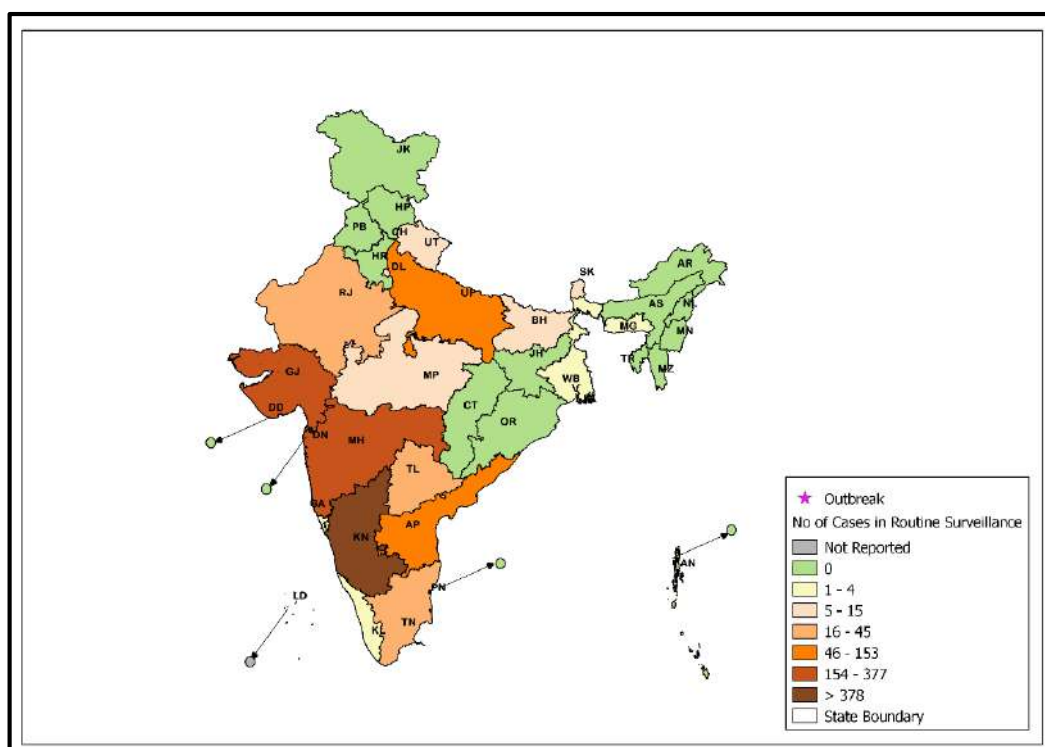 JK
HP
PB
CH
UT
HR
DL
AR
SK
RJ
UP
NL
AS
BH
MG
MN
JH
TR
MZ
GJ
MP
WB
CT
DD
OR
DN
MH
TL
GA
AP
KN
AN
PN
LD
KL
TN
Outbreak
No of Cases in Routine Surveillance
Not Reported
0
1 - 4
5 - 15
16 - 45
46 - 153
154 - 377
> 378
State Boundary